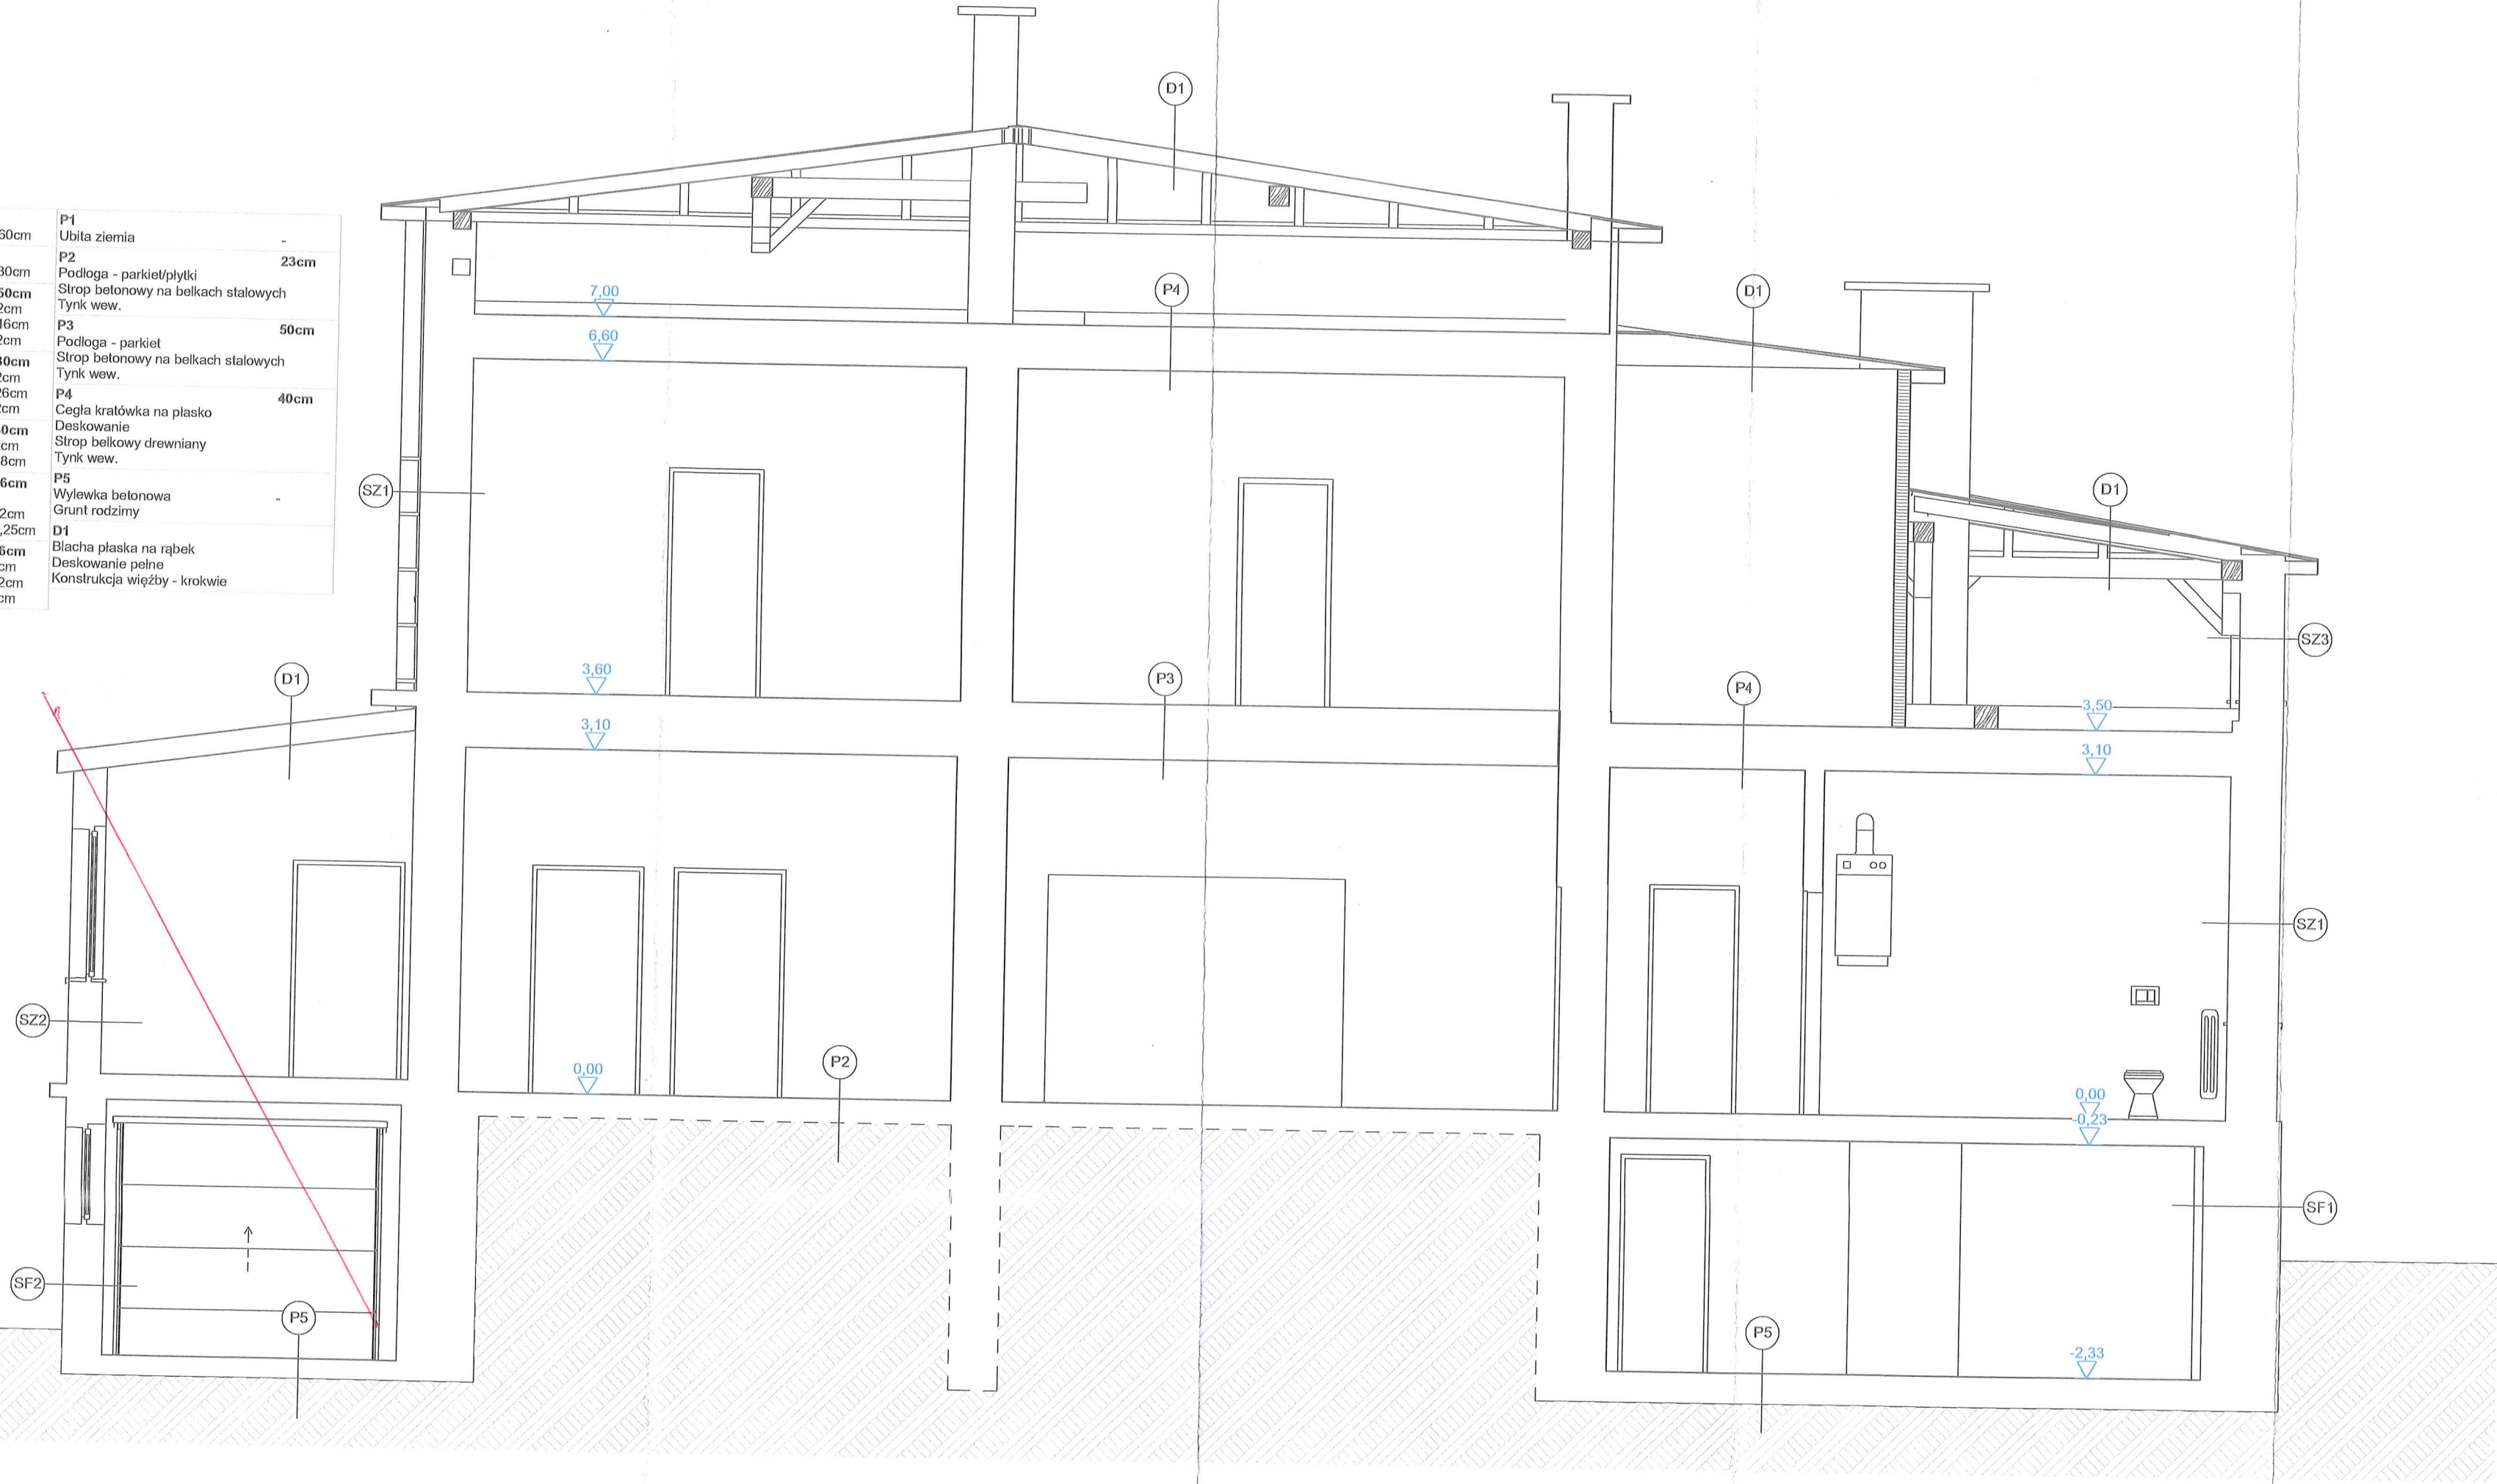 D1
60cm
P1
Ubita ziemia -
30cm
P2 23cm
Podłoga - parkiet/płytki
50cm
Strop betonowy na belkach stalowych
2cm
Tynk wew.
16cm
P3 50cm
2cm
Podłoga - parkiet
30cm
Strop betonowy na belkach stalowych
2cm
Tynk wew.
26cm
P4 40cm
2cm
Cegła kratówka na płasko
Deskowanie
Strop belkowy drewniany
cm
Tynk wew.
8cm
P5
6cm
Wylewka betonowa -
2cm
Grunt rodzimy
,25cm
D1
6cm
Blacha płaska na rąbek
cm
Deskowanie pełne
2cm
Konstrukcja więźby - krokwie
cm
7,00
P4
D1
6,60
SZ1
D1
SZ3
3,60
D1
P3
P4
3,50
3,10
3,10
SZ1
SZ2
P2
0,00
0,00
-0,23
SF1
SF2
P5
P5
-2,33